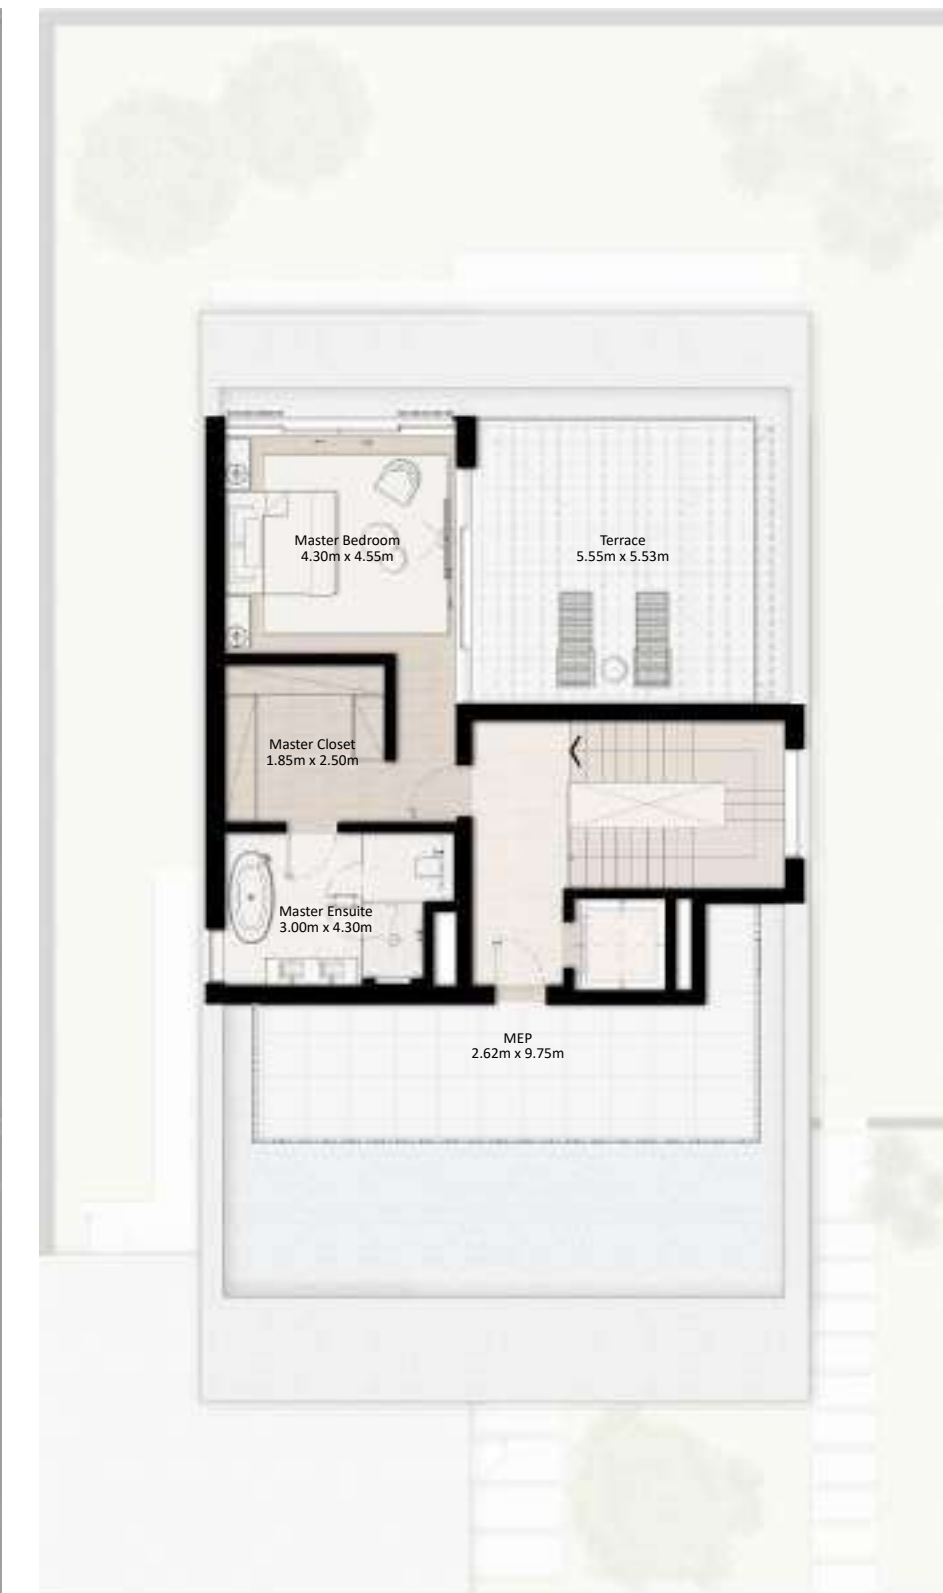 Master Bedroom
4.30m x 4.55m
Terrace
5.55m x 5.53m
Master Closet
1.85m x 2.50m
Master Ensuite
3.00m x 4.30m
MEP
2.62m x 9.75m